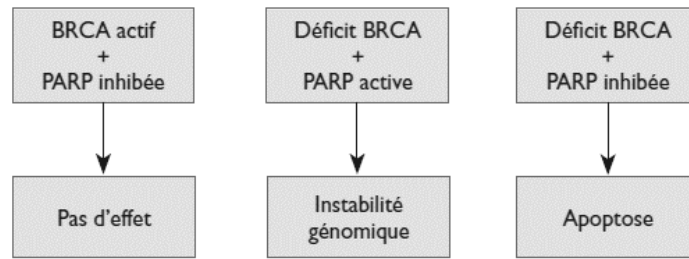 BRCA actif
+
PARP inhibée
Déficit BRCA
+
PARP active
Déficit BRCA
+
PARP inhibée
Pas d'effet
Instabilité
génomique
Apoptose